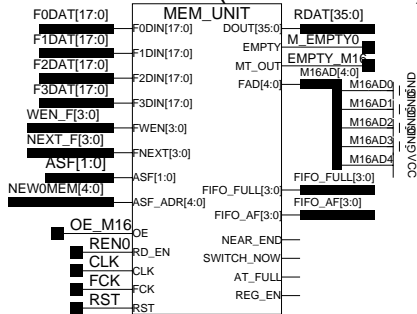 MEM_UNIT
F0DAT[17:0]
F0DIN[17:0]
F1DAT[17:0]
F1DIN[17:0]
F2DAT[17:0]
F2DIN[17:0]
F3DAT[17:0]
F3DIN[17:0]
WEN_F[3:0]
FWEN[3:0]
NEXT_F[3:0]
FNEXT[3:0]
ASF[1:0]
ASF[1:0]
NEW0MEM[4:0]
ASF_ADR[4:0]
OE_M16
OE
REN0
RD_EN
CLK
CLK
FCK
FCK
RST
RST
RDAT[35:0]
DOUT[35:0]
M_EMPTY0
EMPTY
EMPTY_M16
MT_OUT
M16AD[4:0]
FAD[4:0]
M16AD0
M16AD1
M16AD2
M16AD3
M16AD4
GND
VCC
FIFO_FULL[3:0]
FIFO_FULL[3:0]
FIFO_AF[3:0]
FIFO_AF[3:0]
NEAR_END
SWITCH_NOW
AT_FULL
REG_EN